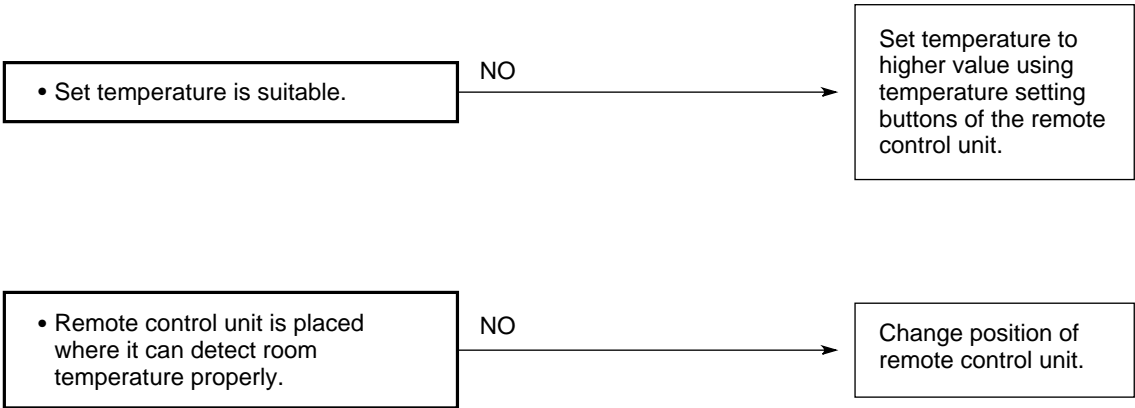 • Set temperature is suitable.
NO
Set temperature to
higher value using
temperature setting
buttons of the remote
control unit.
• Remote control unit is placed
where it can detect room
temperature properly.
NO
Change position of
remote control unit.